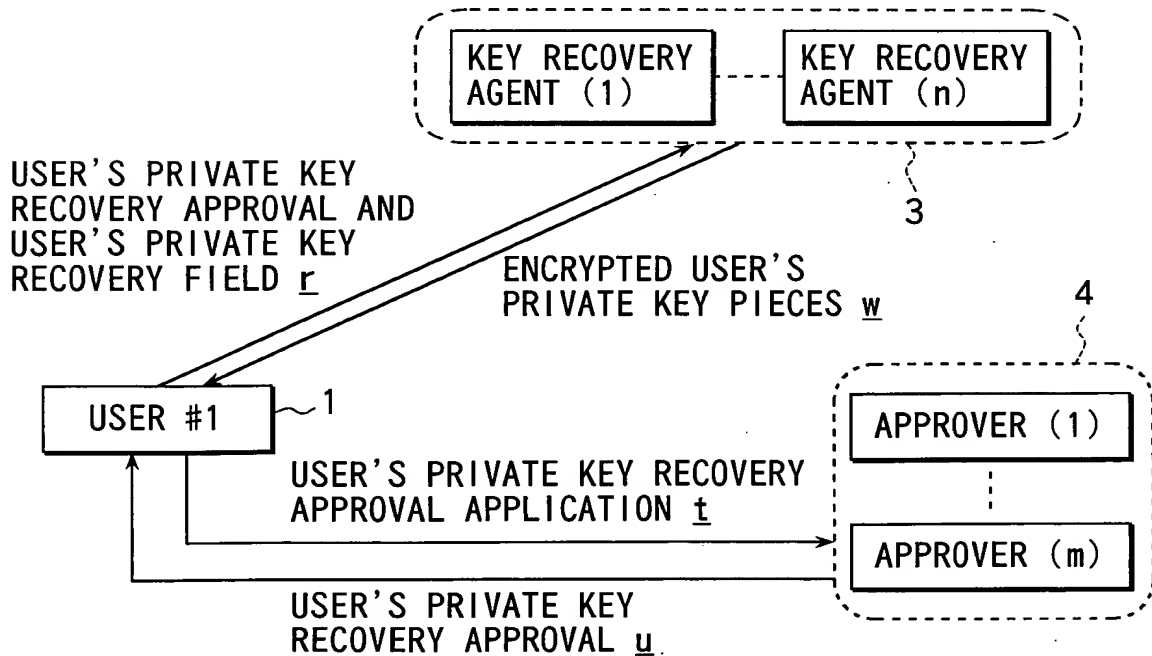 KEY RECOVERY
AGENT (1)
KEY RECOVERY
AGENT (n)
3
USER'S PRIVATE KEY
RECOVERY APPROVAL AND
USER'S PRIVATE KEY
RECOVERY FIELD r
ENCRYPTED USER'S
PRIVATE KEY PIECES w
4
USER #1
1
APPROVER (1)
APPROVER (m)
USER'S PRIVATE KEY RECOVERY
APPROVAL APPLICATION t
USER'S PRIVATE KEY
RECOVERY APPROVAL u